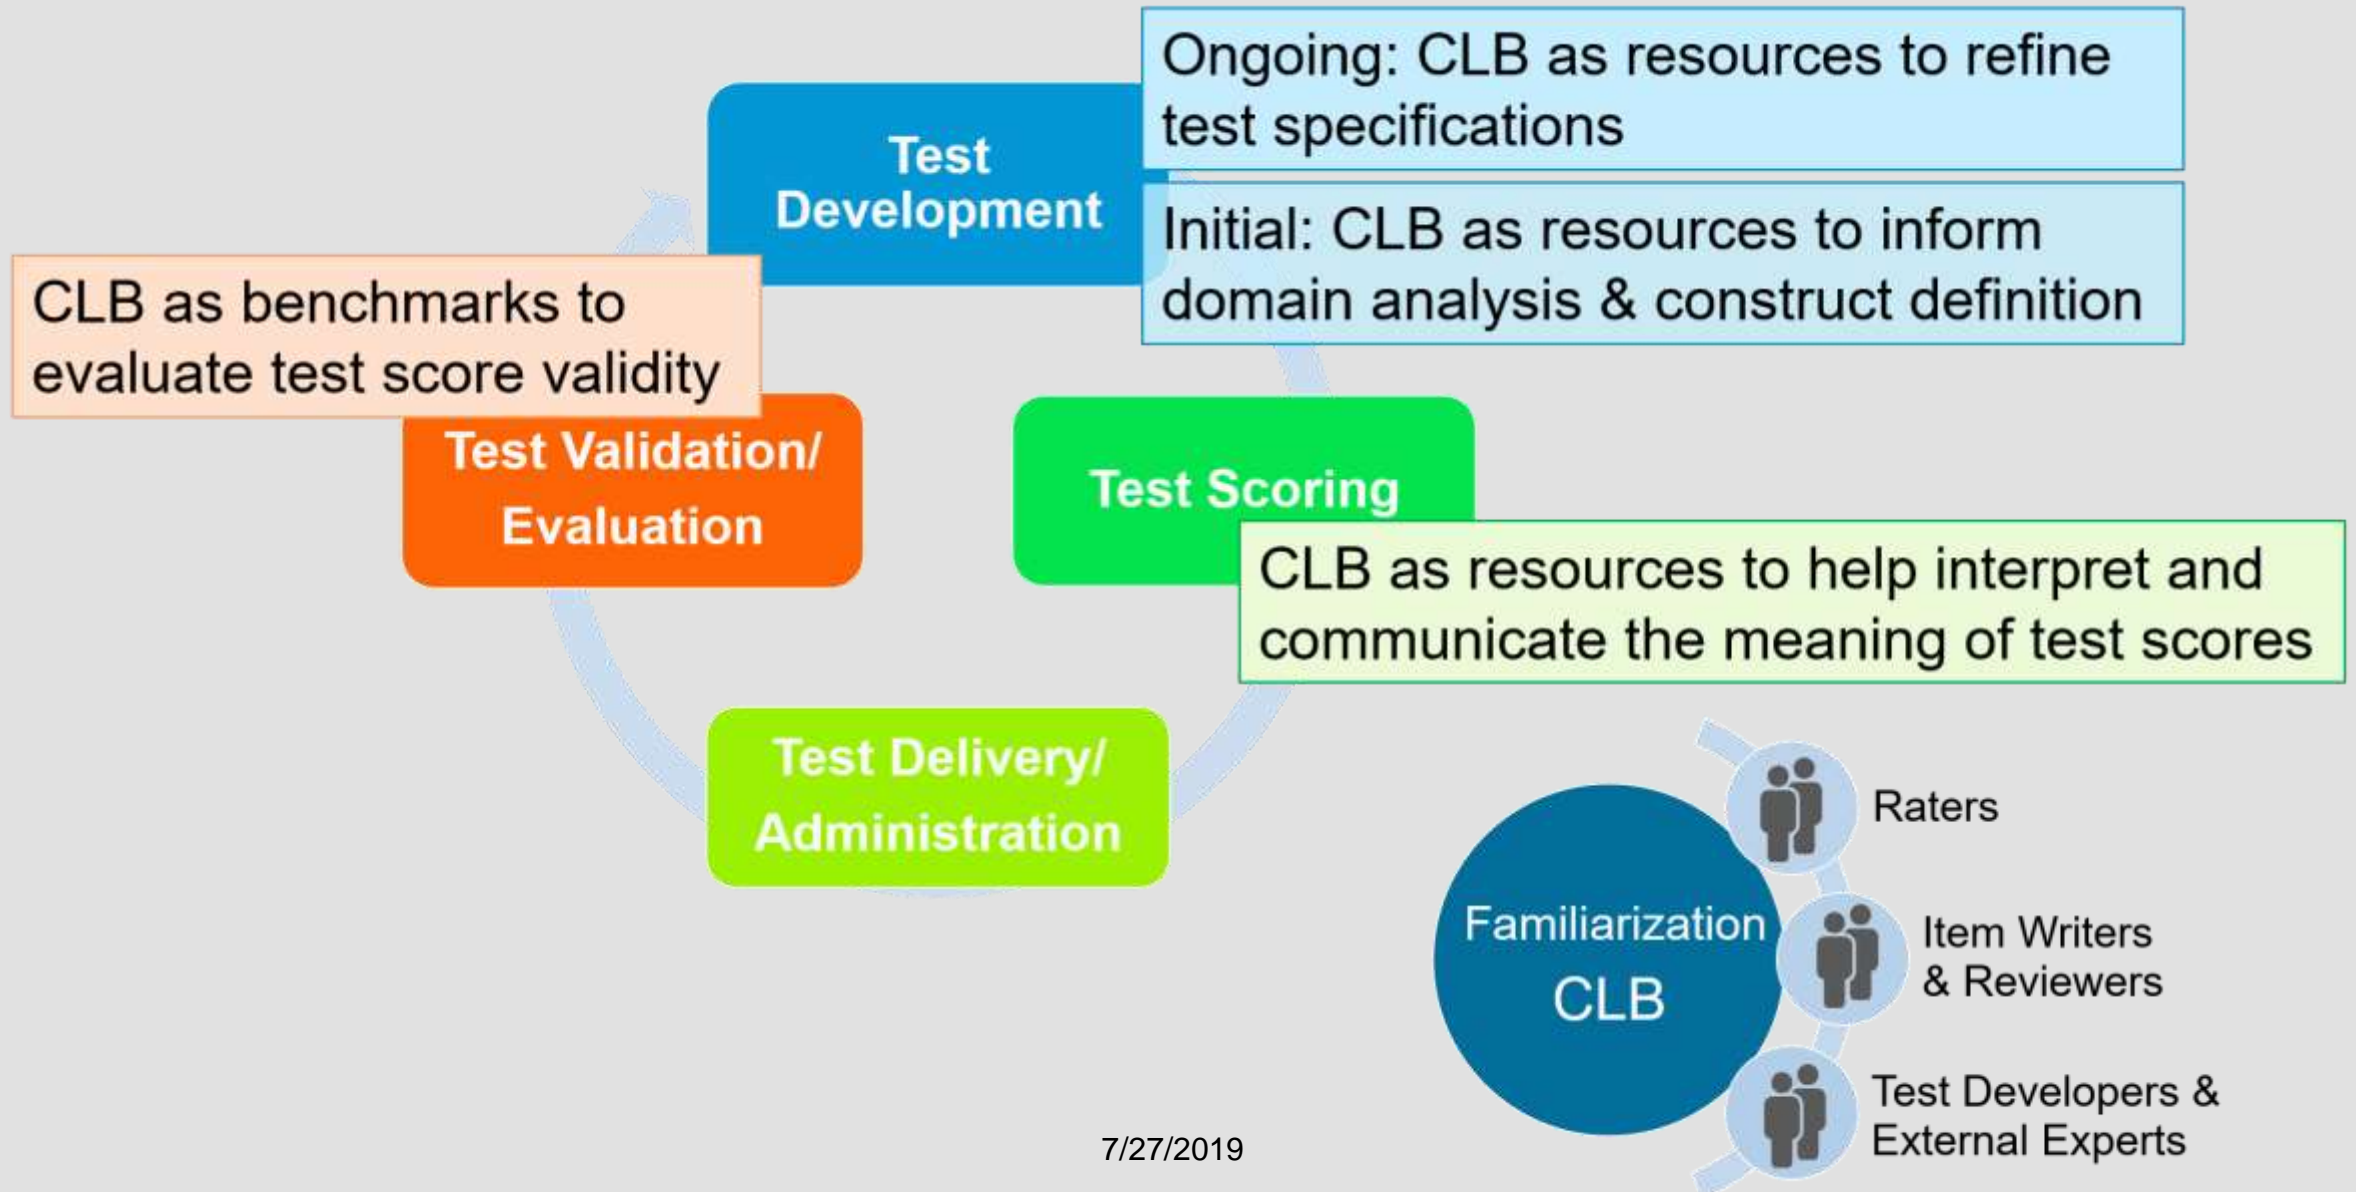 Ongoing: CLB as resources to refine
test specifications
Test
Development
Initial: CLB as resources to inform
domain analysis & construct definition
CLB as benchmarks to
evaluate test score validity
Test Validation/
Evaluation
Test Scoring
CLB as resources to help interpret and
communicate the meaning of test scores
Test Delivery/
Administration
Familiarization
CLB
Raters
Item Writers
& Reviewers
Test Developers &
External Experts
7/27/2019